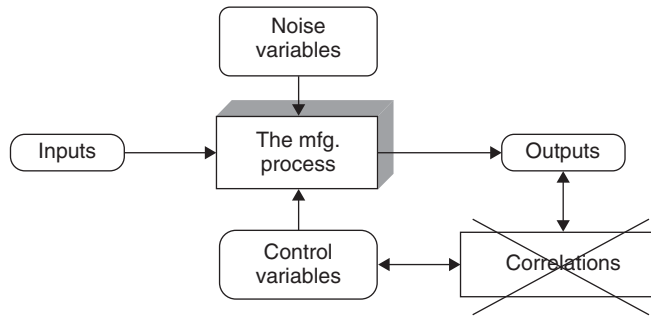 Noise
variables
Inputs
The mfg.
process
Outputs
Control
variables
Correlations